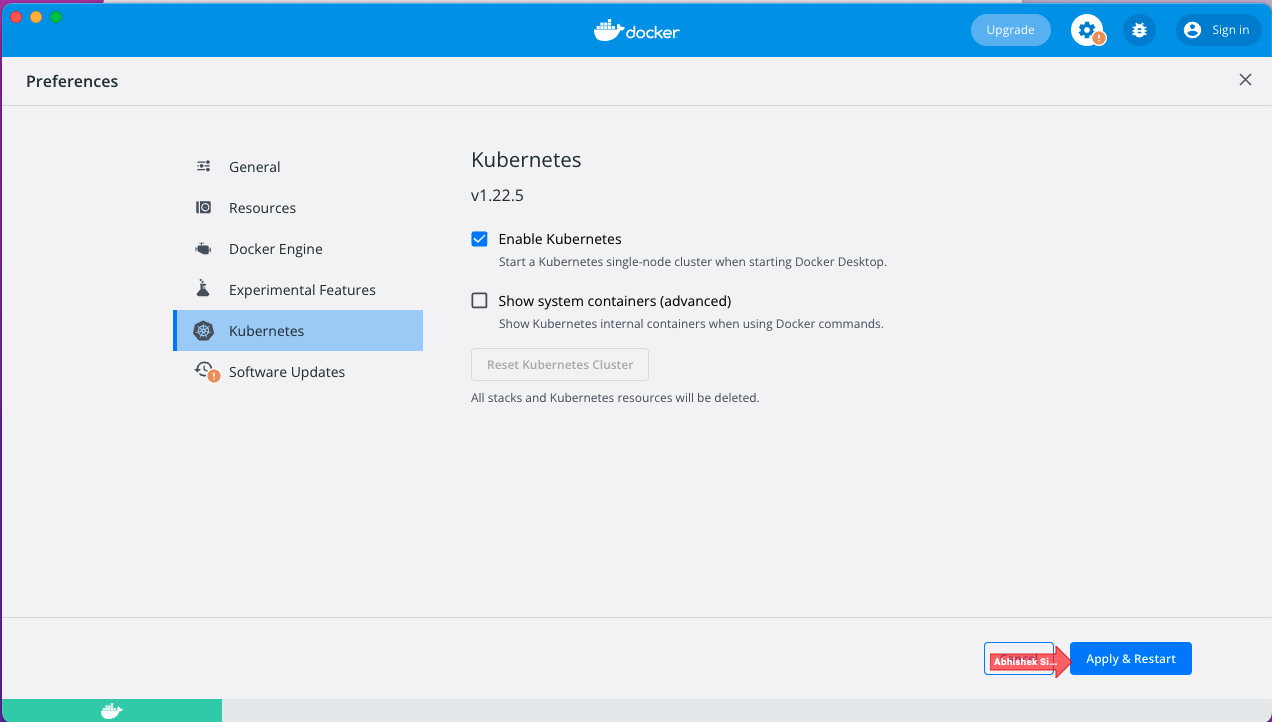 docker
Upgrade
Sign in
Preferences
General
Resources
Docker Engine
Experimental Features
Kubernetes
Software Updates
Kubernetes
v1.22.5
Enable Kubernetes
Start a Kubernetes single-node cluster when starting Docker Desktop.
Show system containers (advanced)
Show Kubernetes internal containers when using Docker commands.
Reset Kubernetes Cluster
All stacks and Kubernetes resources will be deleted.
Abhishek Si...
Apply & Restart